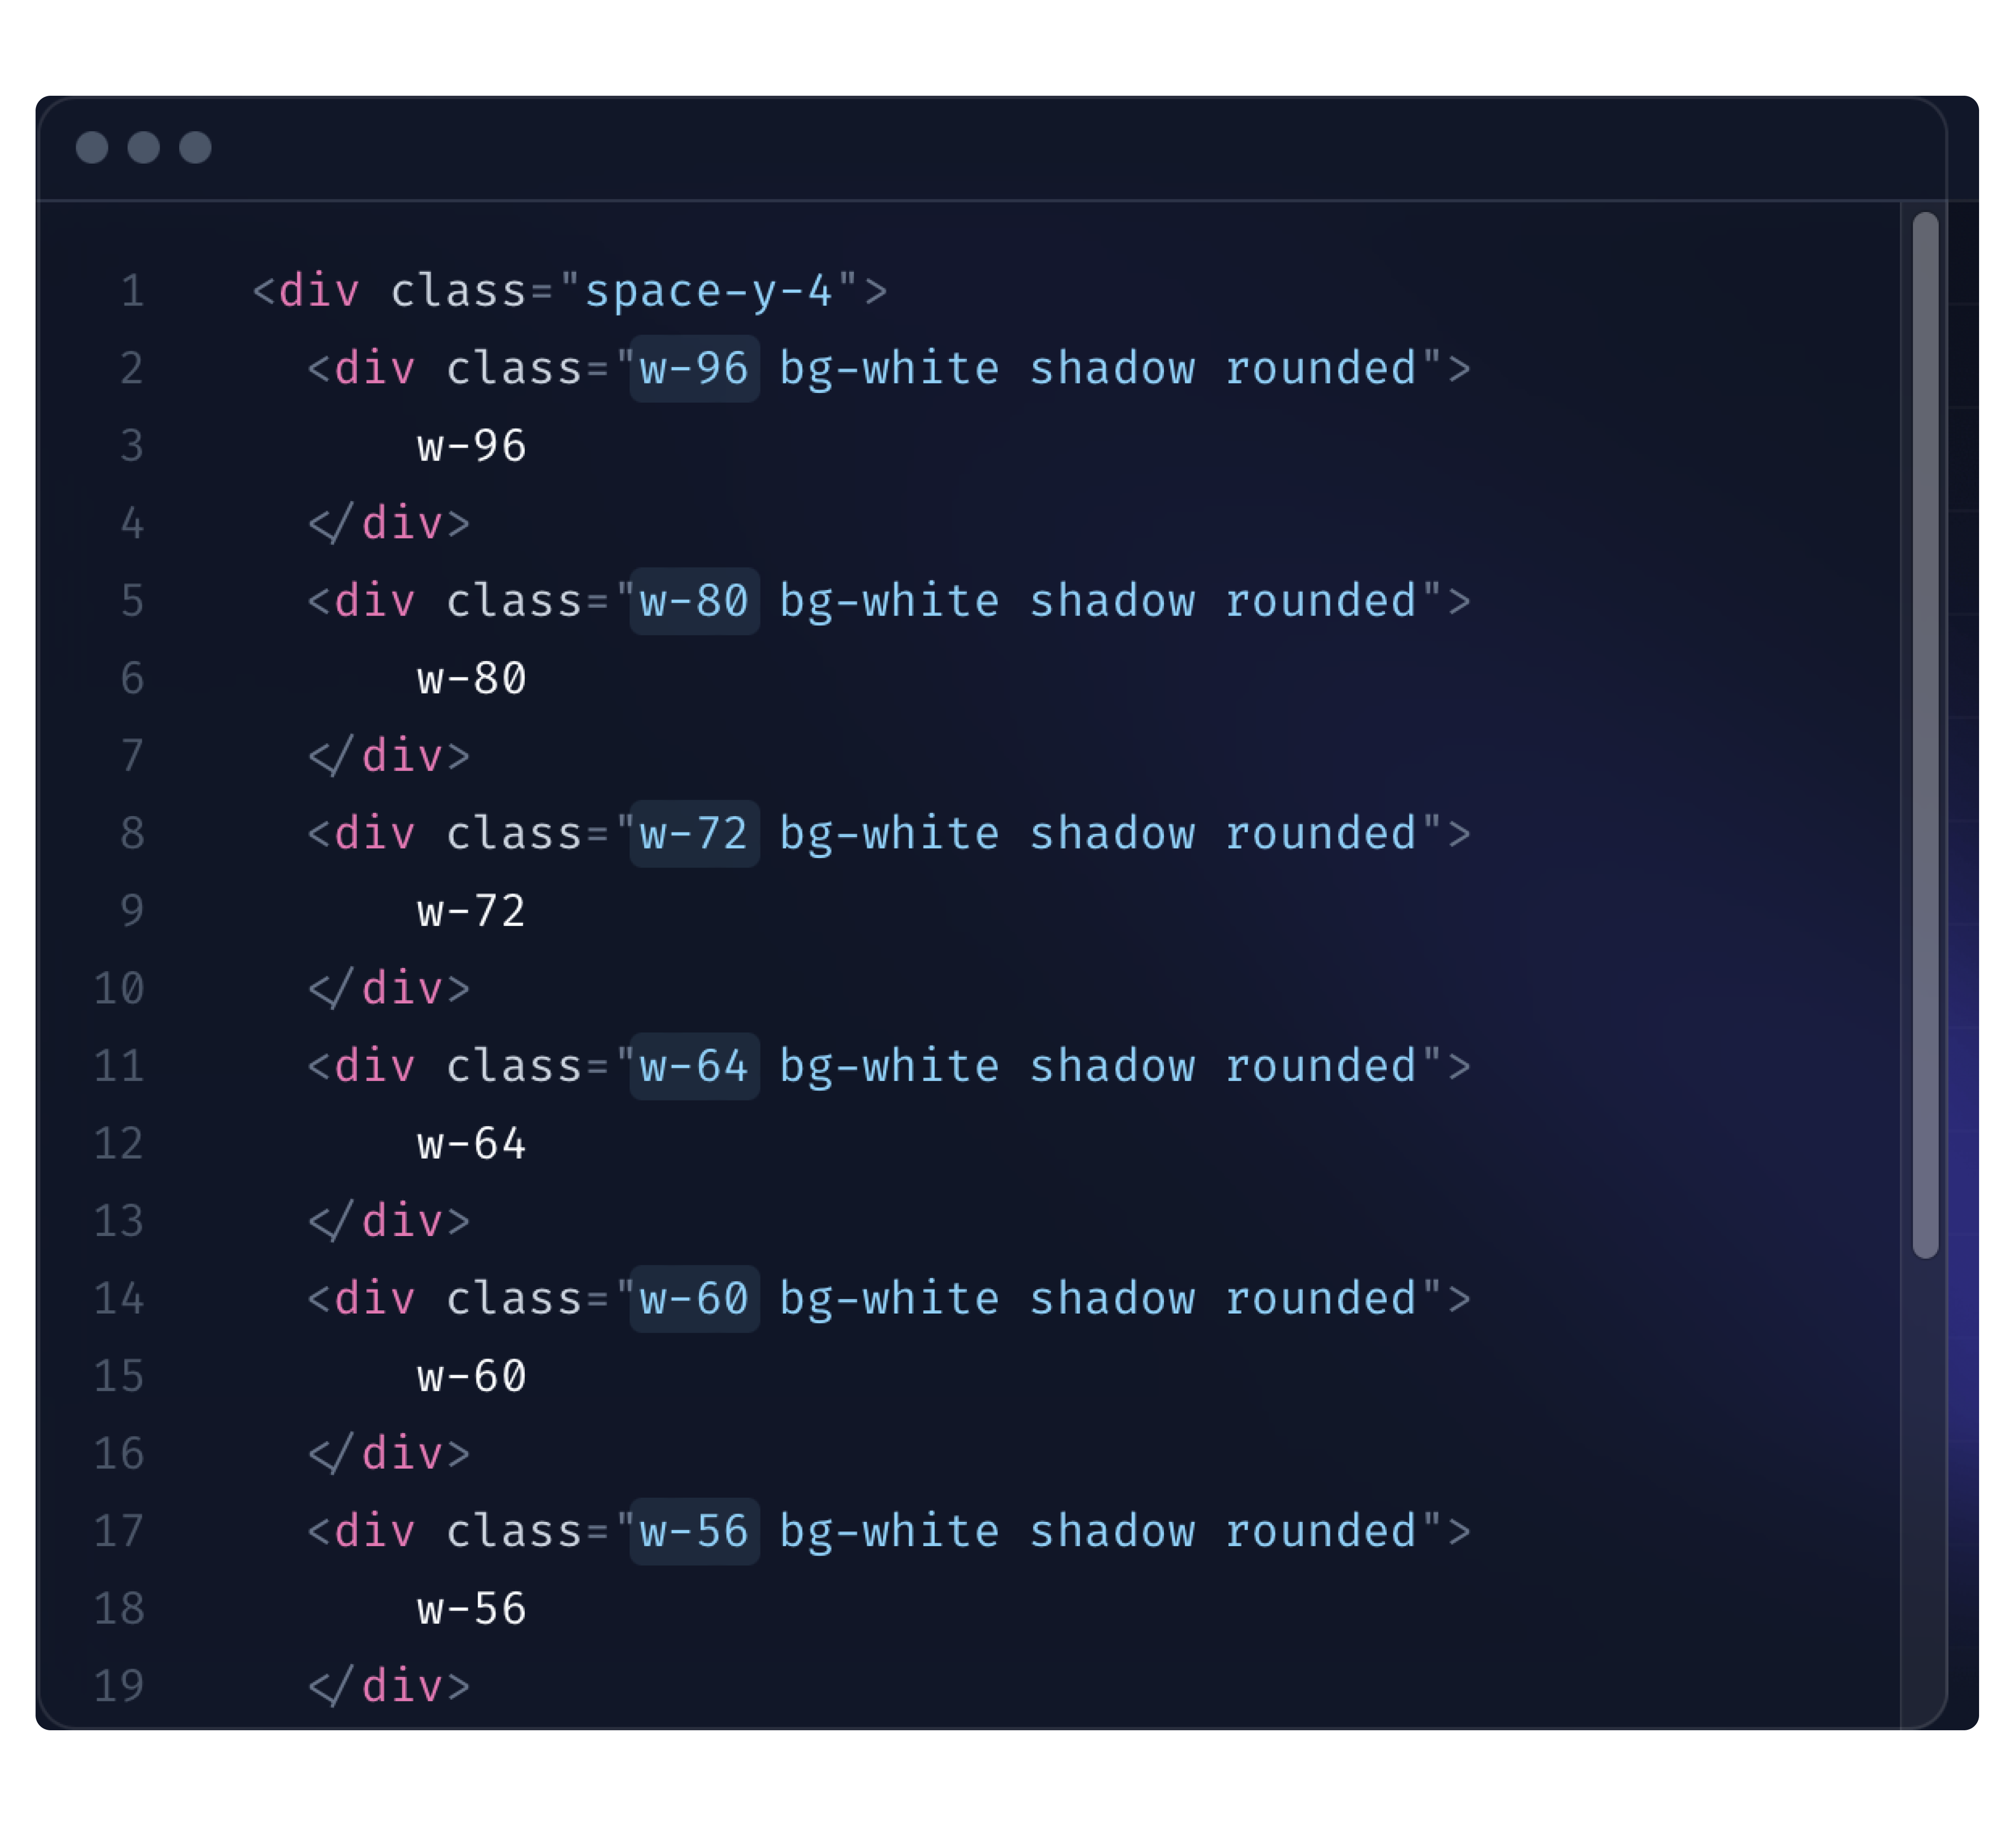 1 <div class="space-y-4">
2 <div class="w-96 bg-white shadow rounded">
3 w-96
4 </div>
5 <div class="w-80 bg-white shadow rounded">
6 w-80
7 </div>
8 <div class="w-72 bg-white shadow rounded">
9 w-72
10 </div>
11 <div class="w-64 bg-white shadow rounded">
12 w-64
13 </div>
14 <div class="w-60 bg-white shadow rounded">
15 w-60
16 </div>
17 <div class="w-56 bg-white shadow rounded">
18 w-56
19 </div>